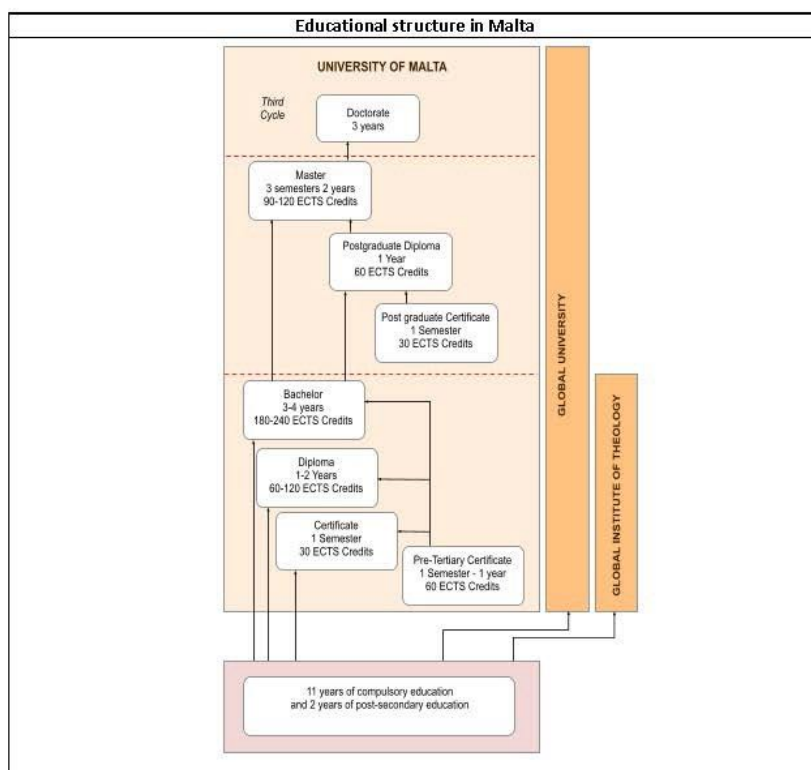 Educational structure in Malta
UNIVERSITY OF MALTA
Third
Cycle
Doctorate
3 years
Master
3 semesters 2 years
90-120 ECTS Credits
Postgraduate Diploma
1 Year
60 ECTS Credits
Post graduate Certificate
1 Semester
30 ECTS Credits
Bachelor
3-4 years
180-240 ECTS Credits
Diploma
1-2 Years
60-120 ECTS Credits
Certificate
1 Semester
30 ECTS Credits
Pre-Tertiary Certificate
1 Semester - 1 year
60 ECTS Credits
GLOBAL UNIVERSITY
GLOBAL INSTITUTE OF THEOLOGY
11 years of compulsory education
and 2 years of post-secondary education